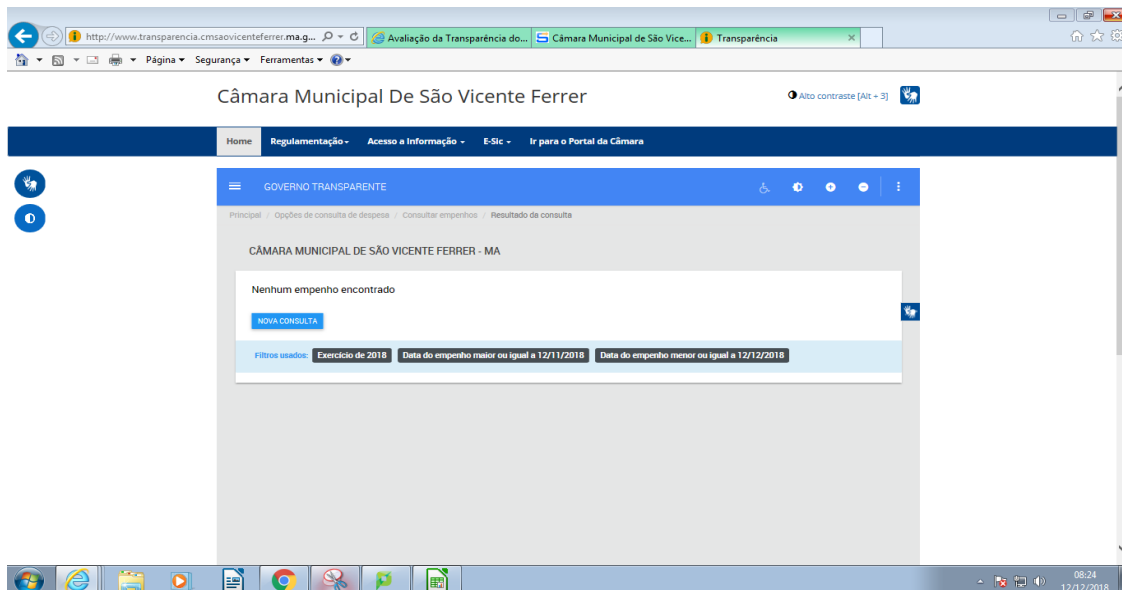 http://www.transparencia.cmsaovicenteferrer.ma.g...
Avaliação da Transparência do...
Câmara Municipal de São Vice...
Transparência
Página Segurança Ferramentas
Câmara Municipal De São Vicente Ferrer
Alto contraste [Alt + 3]
Home Regulamentação Acesso a Informação E-Sic Ir para o Portal da Câmara
GOVERNO TRANSPARENTE
Principal / Opções de consulta de despesa / Consultar empenhos / Resultado da consulta
CÂMARA MUNICIPAL DE SÃO VICENTE FERRER - MA
Nenhum empenho encontrado
NOVA CONSULTA
Filtros usados: Exercício de 2018 Data do empenho maior ou igual a 12/11/2018 Data do empenho menor ou igual a 12/12/2018
08:24
12/12/2018